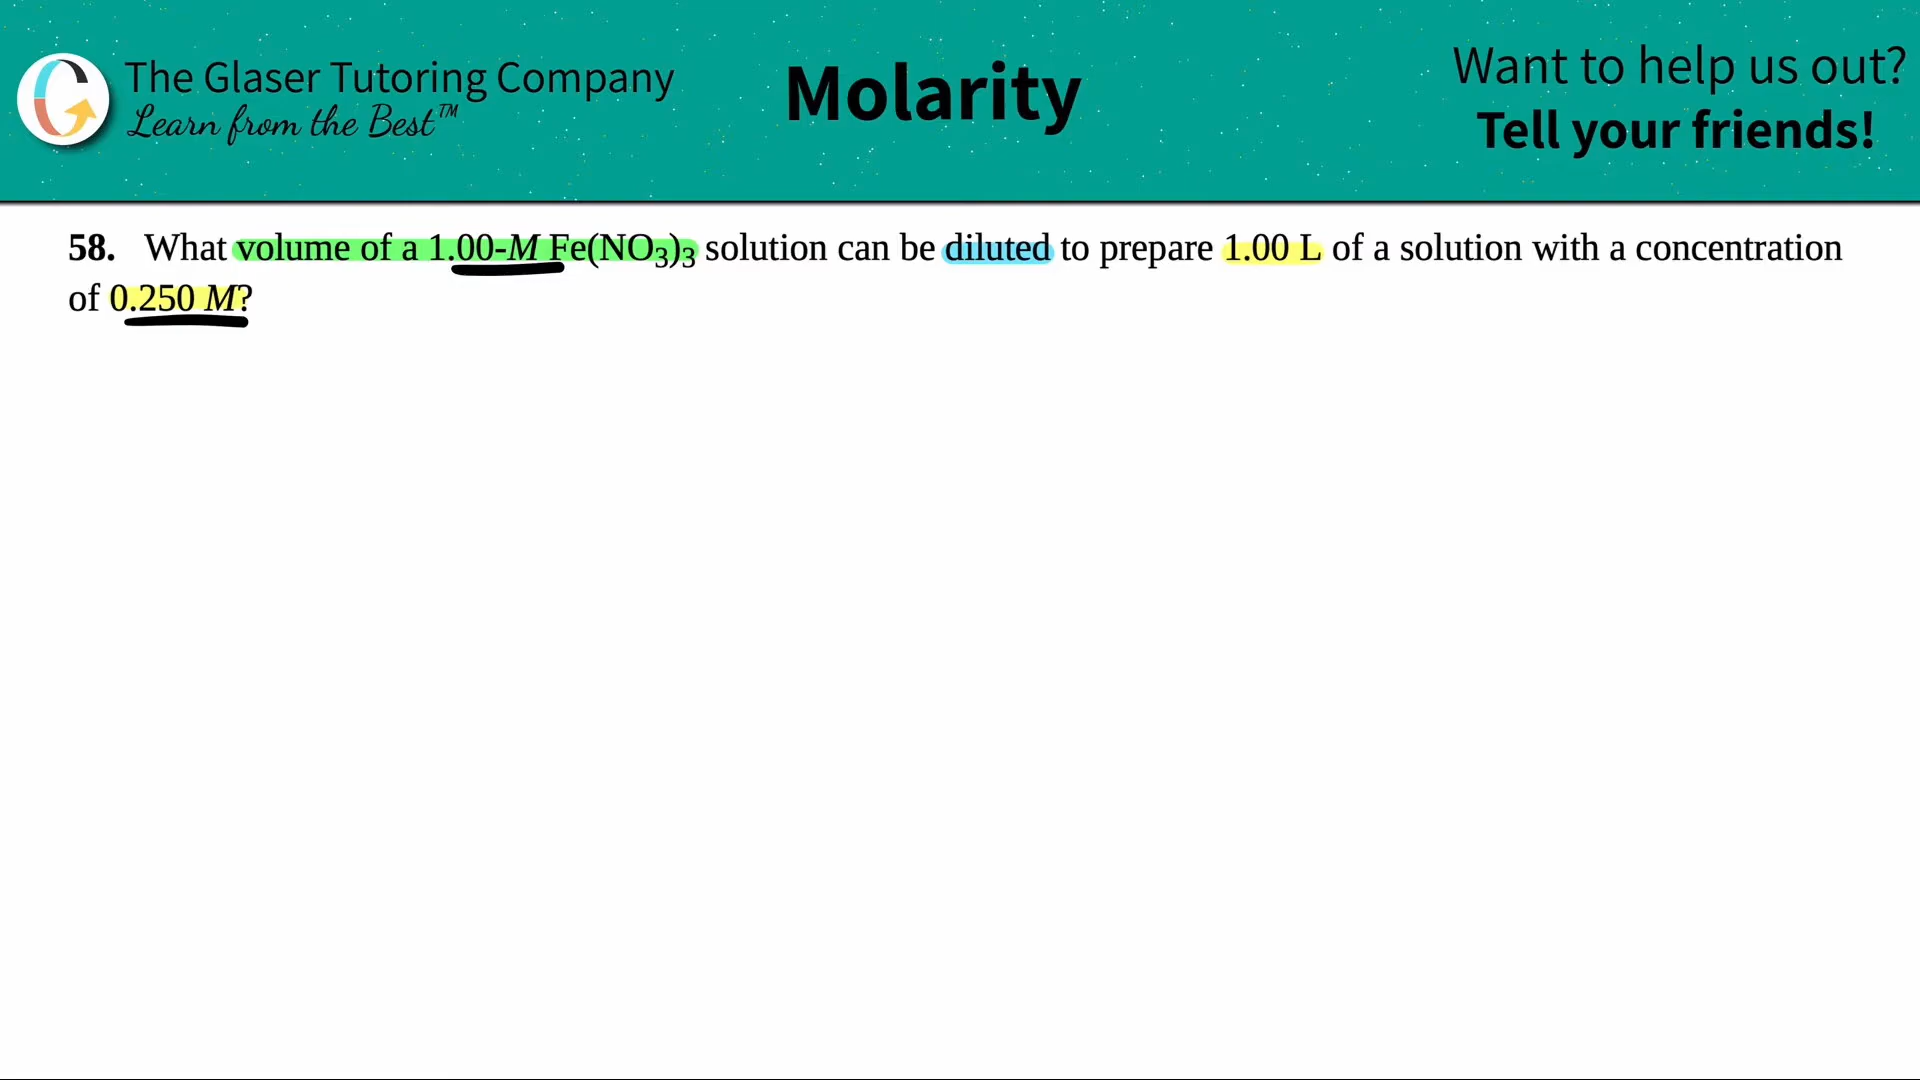 The Glaser Tutoring Company
Learn from the Best™
Molarity
Want to help us out?
Tell your friends!
58. What volume of a 1.00-M Fe(NO₃)₃ solution can be diluted to prepare 1.00 L of a solution with a concentration
of 0.250 M?